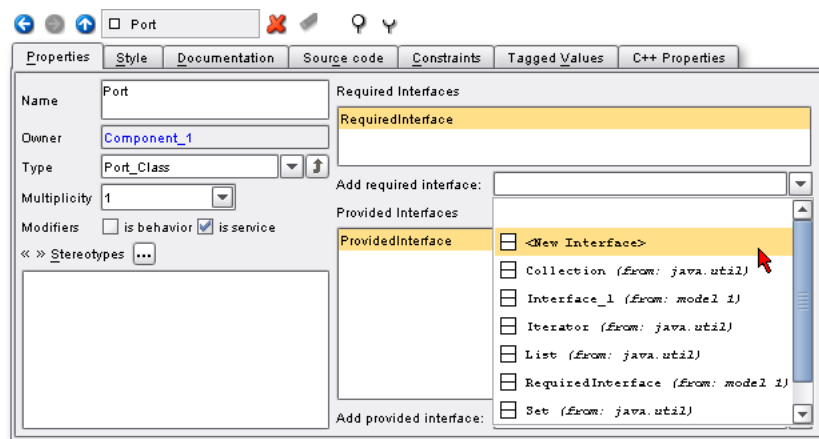 Port
Properties
Style
Documentation
Source code
Constraints
Tagged Values
C++ Properties
Name
Port
Owner
Component_1
Type
Port_Class
Multiplicity
1
Modifiers
is behavior
is service
« » Stereotypes
...
Required Interfaces
RequiredInterface
Add required interface:
Provided Interfaces
ProvidedInterface
<New Interface>
Collection (from: java.util)
Interface_1 (from: model 1)
Iterator (from: java.util)
List (from: java.util)
RequiredInterface (from: model 1)
Set (from: java.util)
Add provided interface: